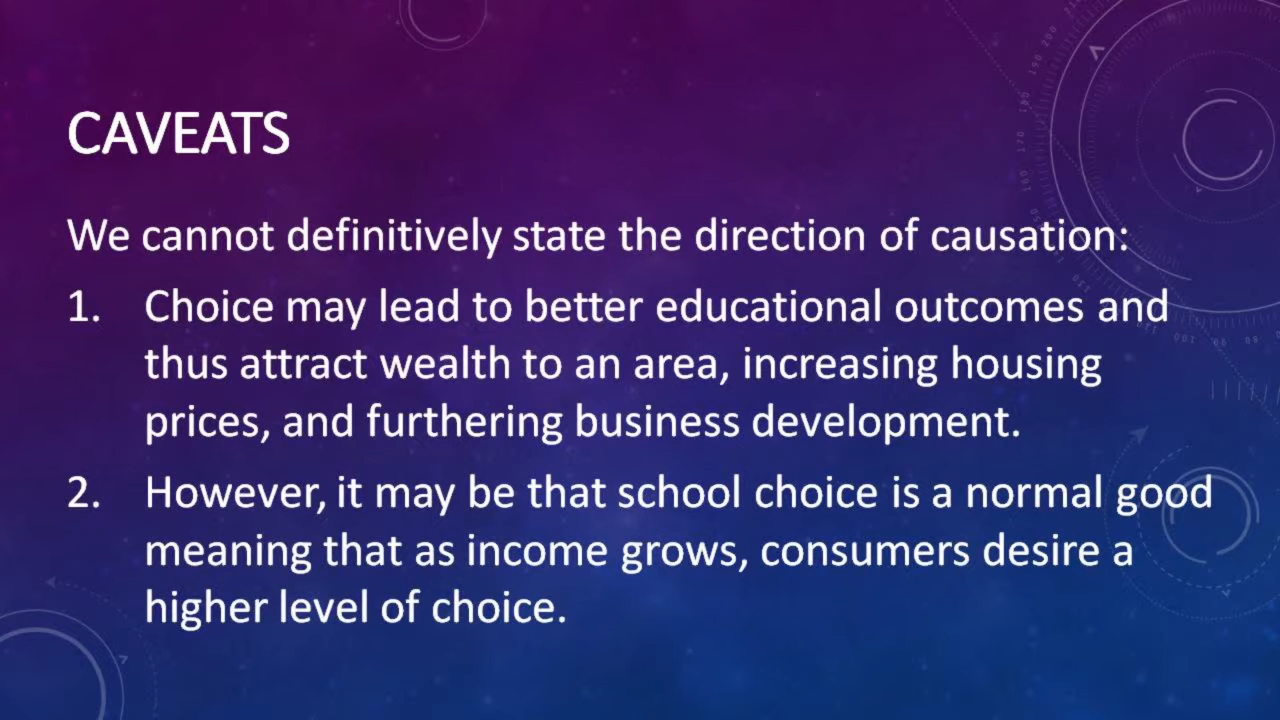 CAVEATS
We cannot definitively state the direction of causation:
1. Choice may lead to better educational outcomes and
thus attract wealth to an area, increasing housing
prices, and furthering business development.
2. However, it may be that school choice is a normal good
meaning that as income grows, consumers desire a
higher level of choice.